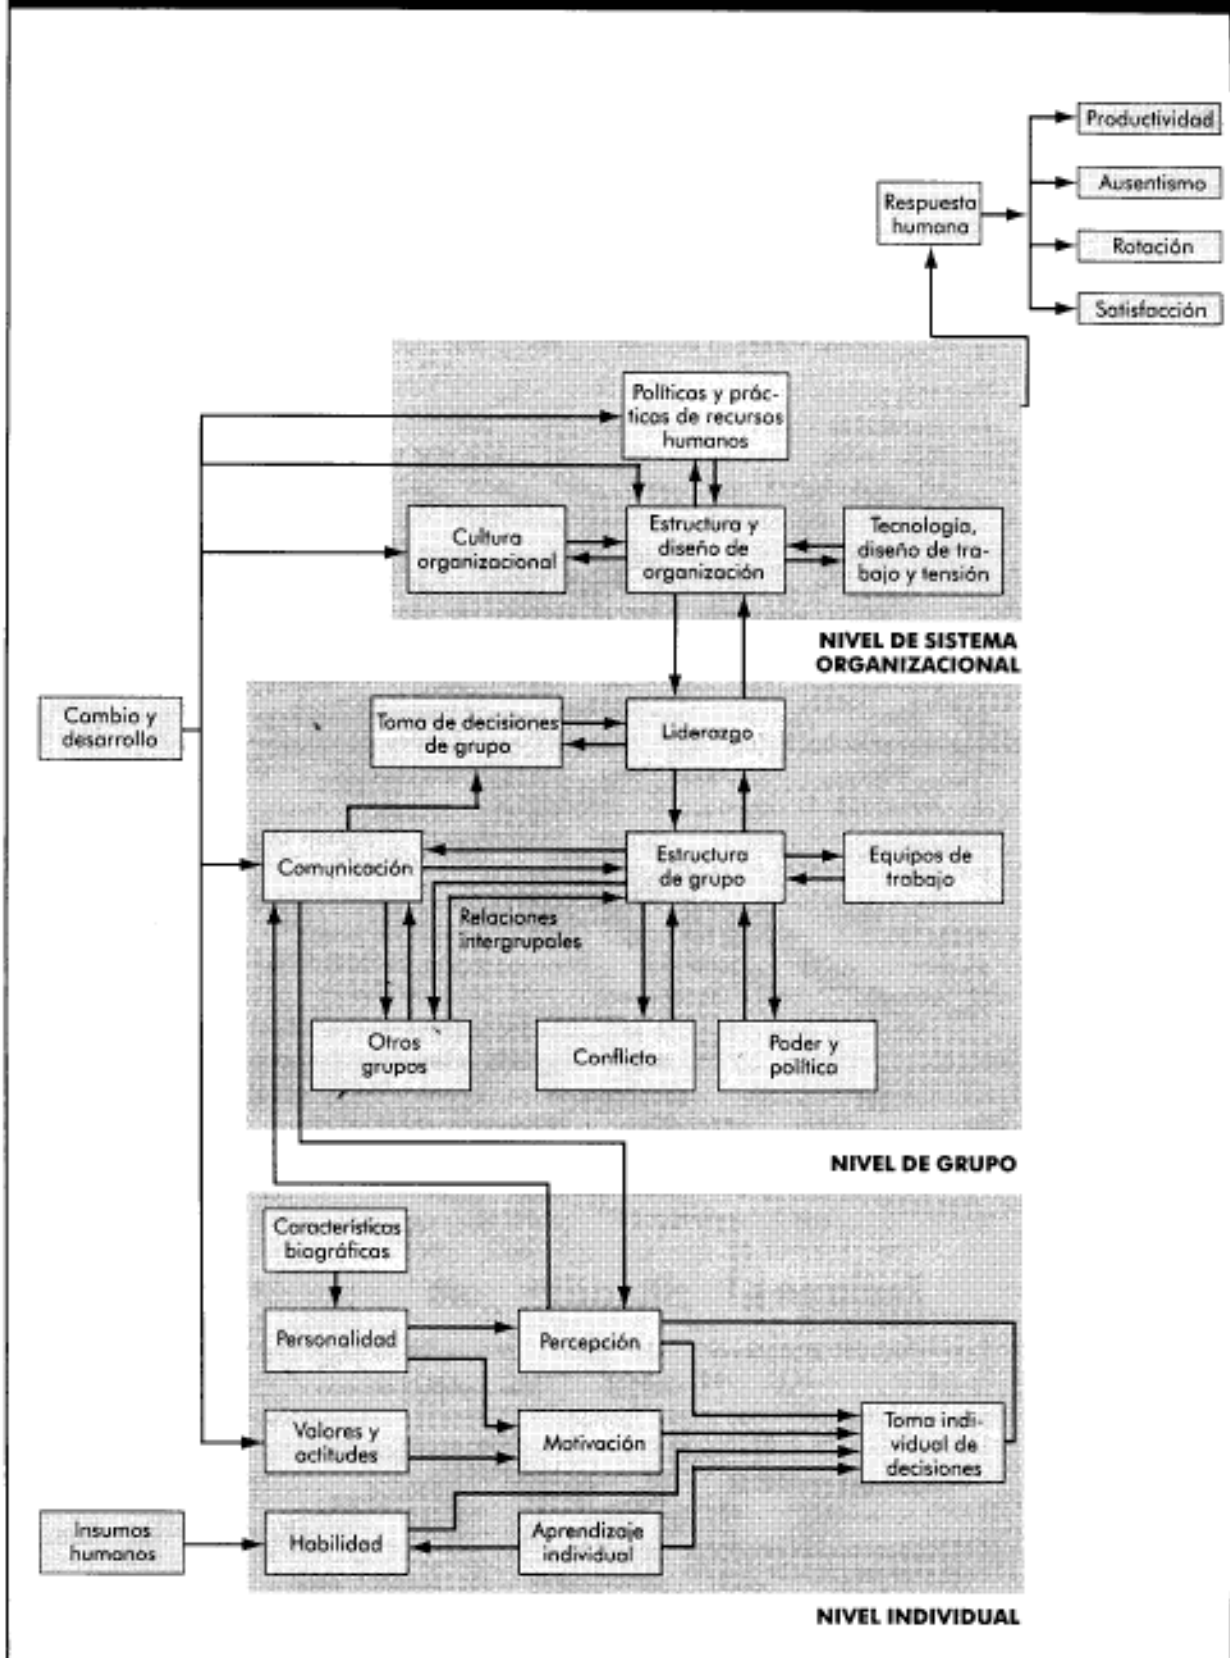 Productividad
Ausentismo
Respuesta
humana
Rotación
Satisfacción
Políticas y prác-
ticas de recursos
humanos
Cultura
organizacional
Estructura y
diseño de
organización
Tecnología,
diseño de tra-
bajo y tensión
NIVEL DE SISTEMA
ORGANIZACIONAL
Cambio y
desarrollo
Toma de decisiones
de grupo
Liderazgo
Comunicación
Estructura
de grupo
Equipos de
trabajo
Relaciones
intergrupales
Otros
grupos
Conflicto
Poder y
política
NIVEL DE GRUPO
Características
biográficas
Personalidad
Percepción
Valores y
actitudes
Motivación
Toma indi-
vidual de
decisiones
Insumos
humanos
Habilidad
Aprendizaje
individual
NIVEL INDIVIDUAL